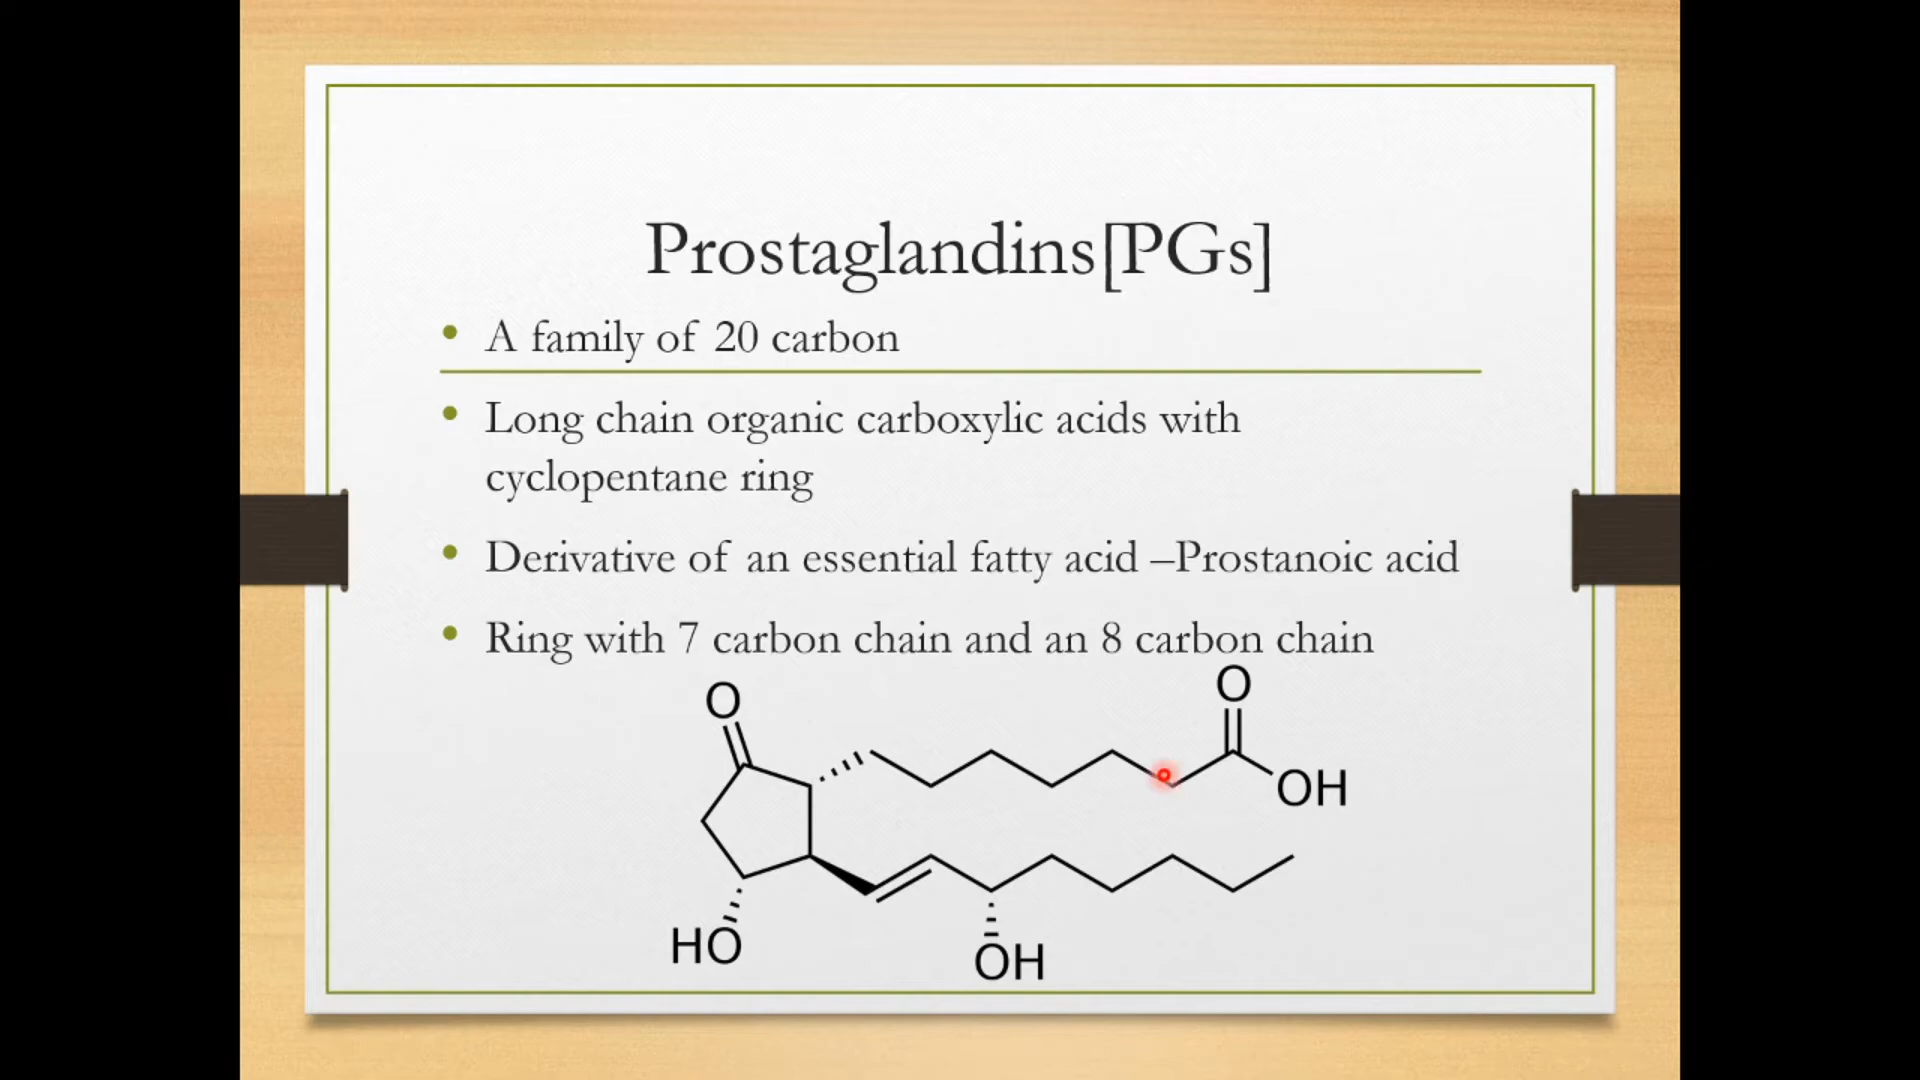 Prostaglandins[PGs]
• A family of 20 carbon
• Long chain organic carboxylic acids with
cyclopentane ring
• Derivative of an essential fatty acid –Prostanoic acid
• Ring with 7 carbon chain and an 8 carbon chain
O
O
OH
HO
OH